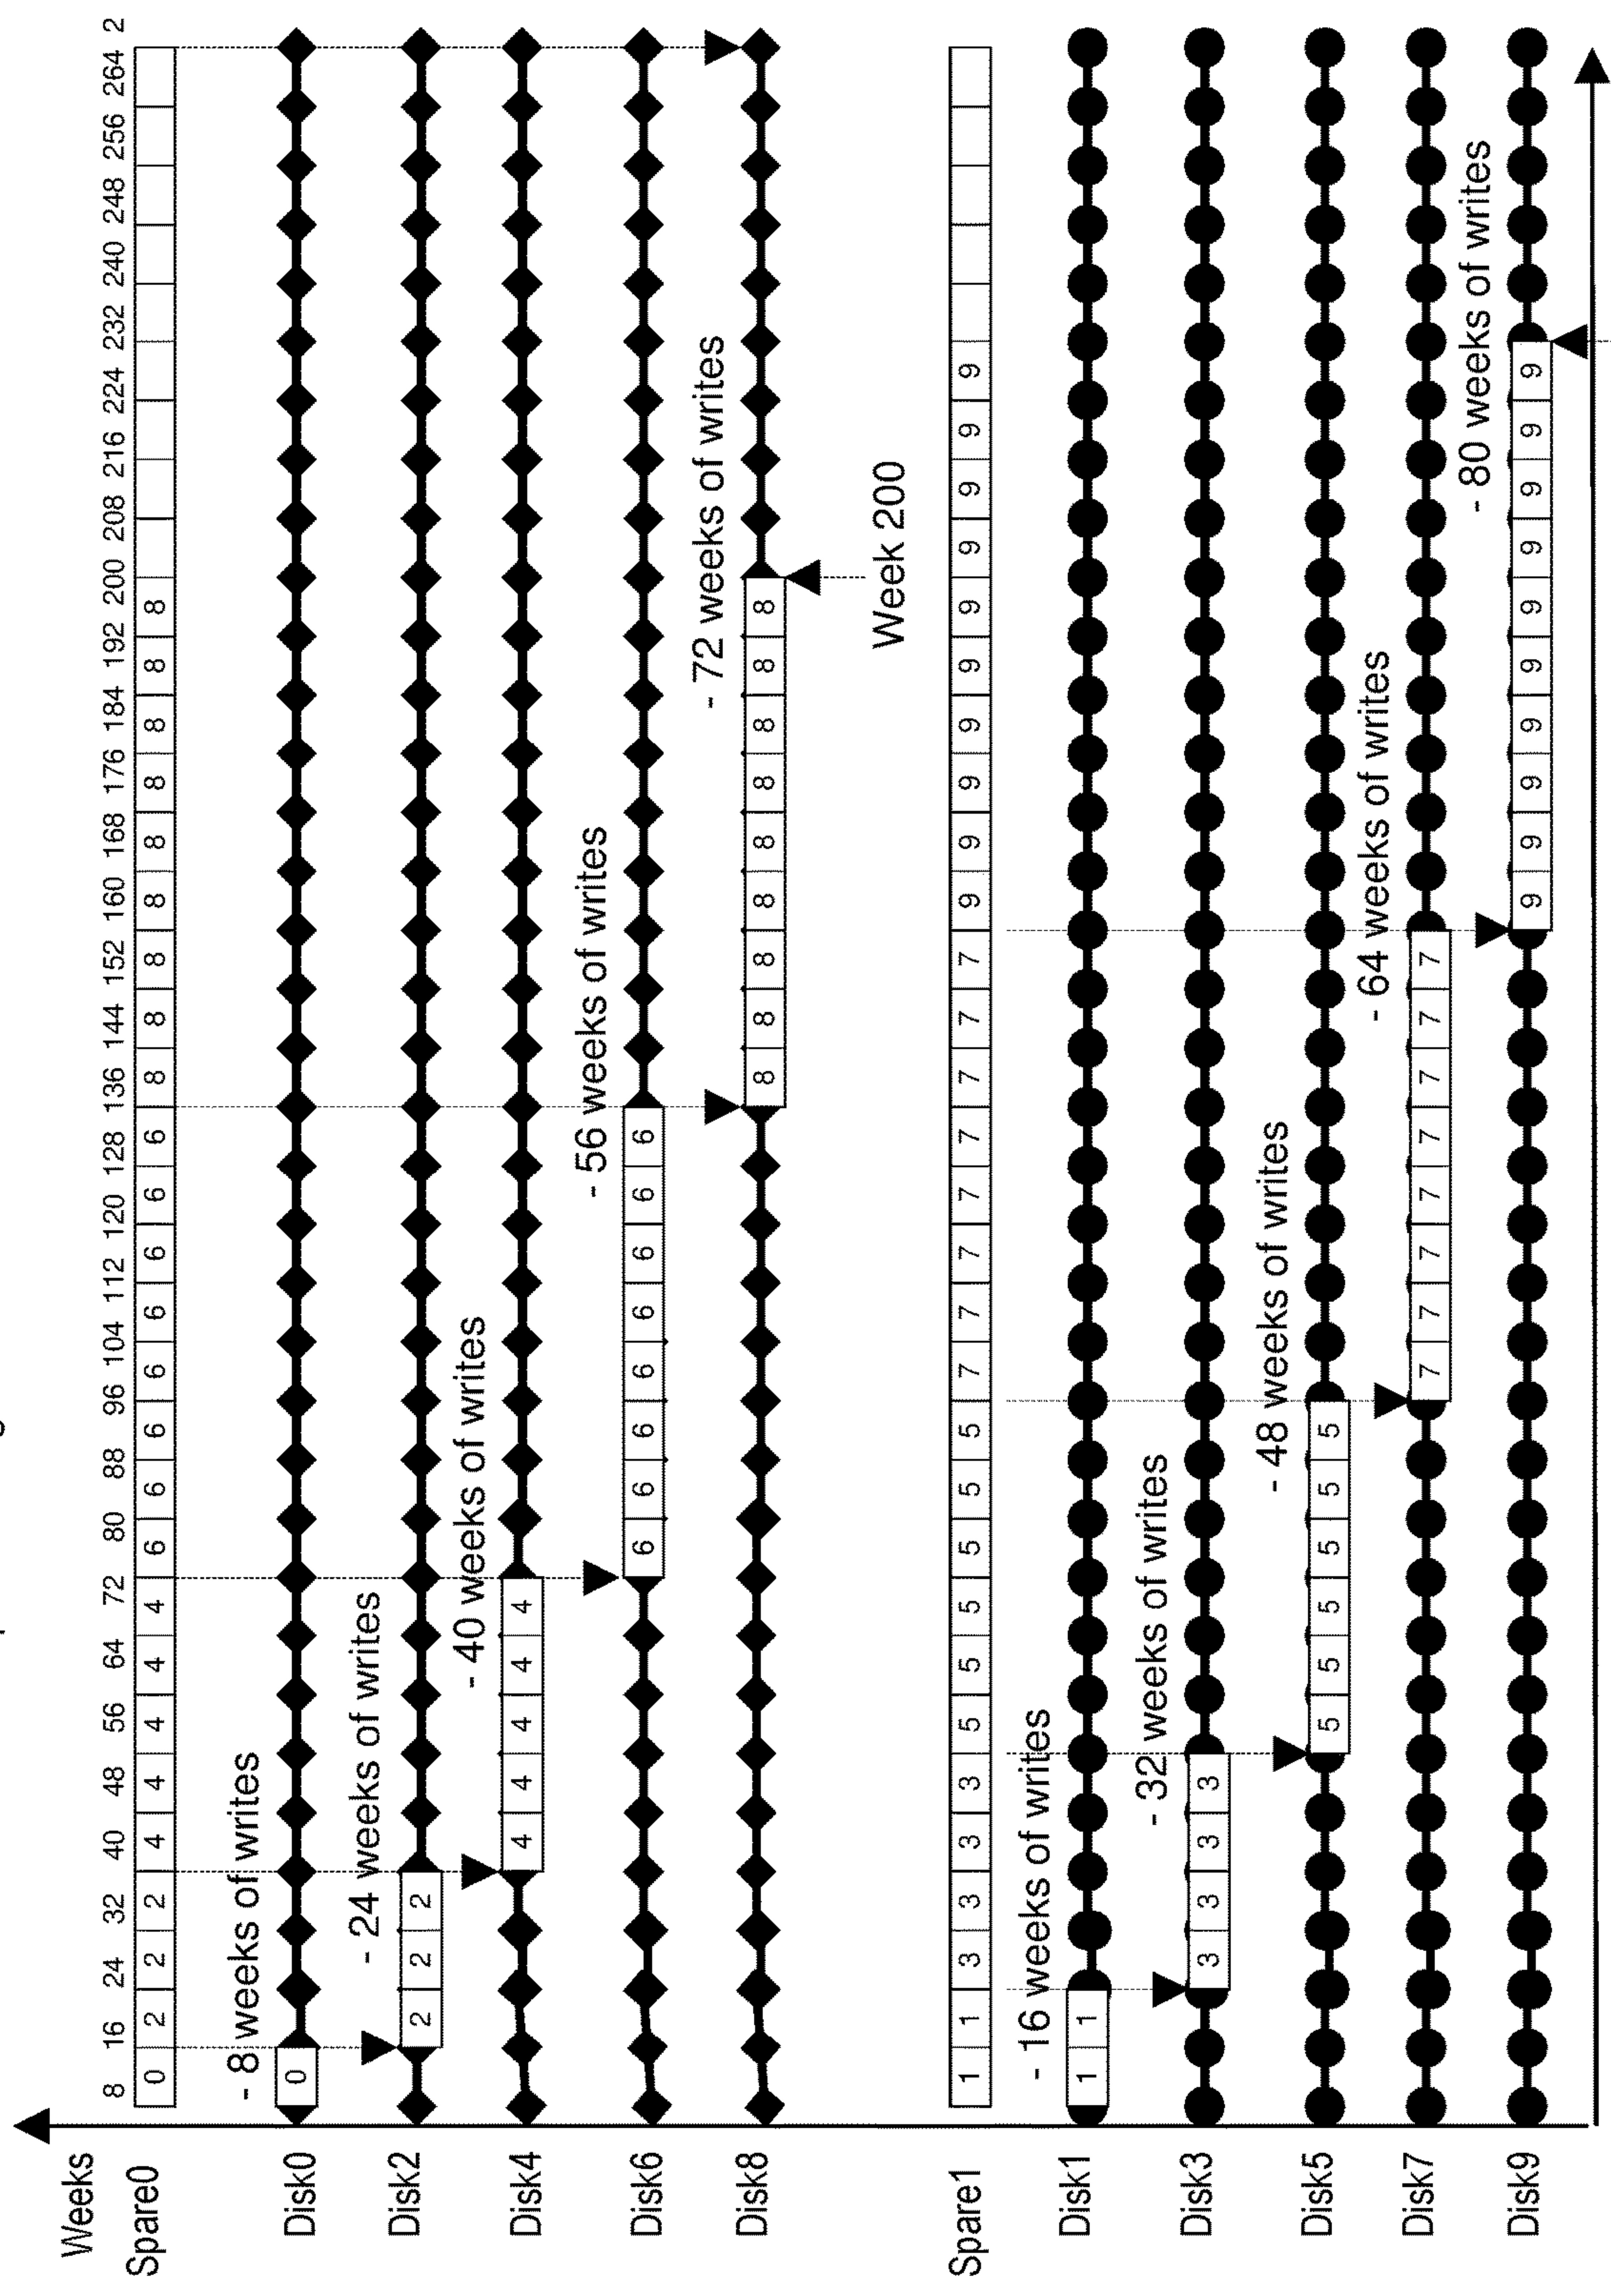 Weeks 8 16 24 32 40 48 56 64 72 80 88 96 104 112 120 128 136 144 152 160 168 176 184 192 200 208 216 224 232 240 248 256 264 2
Spare0 0 2 2 2 4 4 4 4 4 6 6 6 6 6 6 6 6 8 8 8 8 8 8 8 8 8
- 8 weeks of writes
Disk0 0
- 24 weeks of writes
Disk2 2 2 2
- 40 weeks of writes
Disk4 4 4 4 4 4
- 56 weeks of writes
Disk6 6 6 6 6 6 6 6 6
- 72 weeks of writes
Disk8 8 8 8 8 8 8 8 8 8
Week 200
Spare1 1 1 3 3 3 3 5 5 5 5 5 5 7 7 7 7 7 7 7 7 9 9 9 9 9 9 9 9 9 9
- 16 weeks of writes
Disk1 1 1
- 32 weeks of writes
Disk3 3 3 3 3
- 48 weeks of writes
Disk5 5 5 5 5 5 5
- 64 weeks of writes
Disk7 7 7 7 7 7 7 7 7
- 80 weeks of writes
Disk9 9 9 9 9 9 9 9 9 9 9